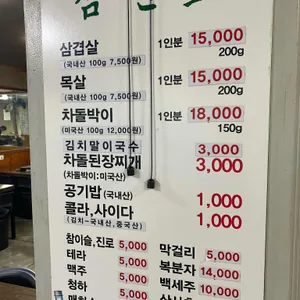 삼겹살 1인분 15,000
(국내산 100g 7,500원) 200g
목살 1인분 15,000
(국내산 100g 7,500원) 200g
차돌박이 1인분 18,000
(미국산 100g 12,000원) 150g
김치말이국수 3,000
차돌된장찌개 3,000
(차돌박이:미국산)
공기밥(국내산) 1,000
콜라,사이다 1,000
(김치-국내산,중국산)
참이슬,진로 5,000 막걸리 5,000
테라 5,000 복분자 14,000
맥주 5,000 백세주 10,000
청하 5,000